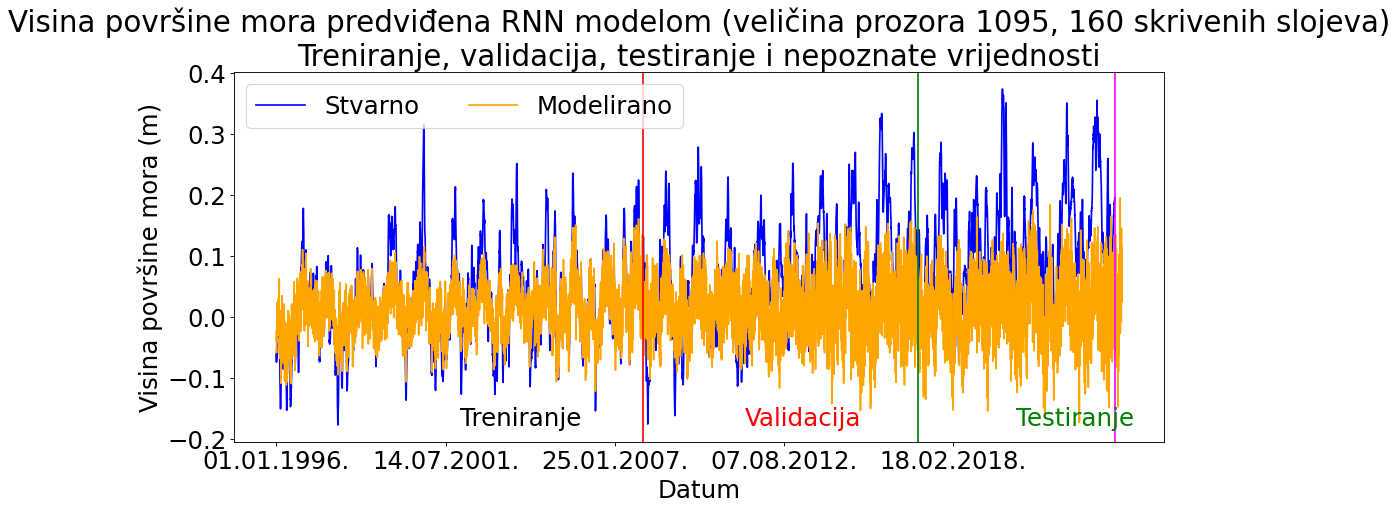 Visina površine mora predviđena RNN modelom (veličina prozora 1095, 160 skrivenih slojeva)
Treniranje, validacija, testiranje i nepoznate vrijednosti
Stvarno
Modelirano
Visina površine mora (m)
0.4
0.3
0.2
0.1
0.0
−0.1
−0.2
Treniranje
Validacija
Testiranje
01.01.1996.
14.07.2001.
25.01.2007.
07.08.2012.
18.02.2018.
Datum